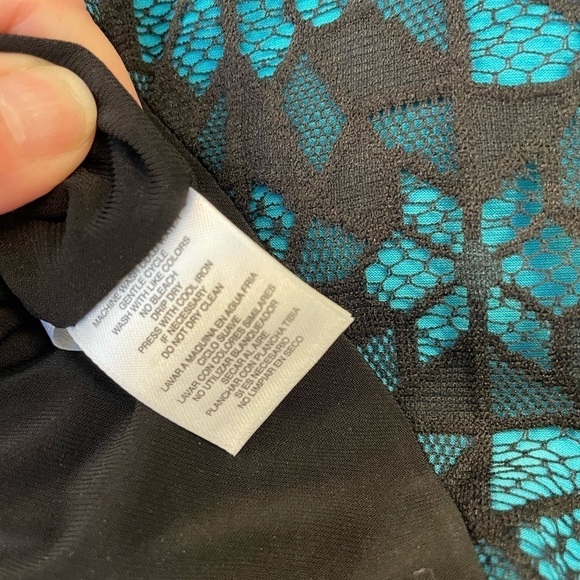 MACHINE WASH
GENTLE CYCLE
WASH WITH LIKE COLORS
NO BLEACH
DRIP DRY
PRESS WITH COOL IRON
IF NECESSARY
DO NOT DRY CLEAN
LAVAR A MAQUINA EN AGUA FRIA
CICLO SUAVE
LAVAR CON COLORES SIMILARES
NO UTILIZAR BLANQUEADOR
SECAR AL AIRE
PLANCHAR CON PLANCHA TIBIA
SI ES NECESARIO
NO LIMPIAR EN SECO